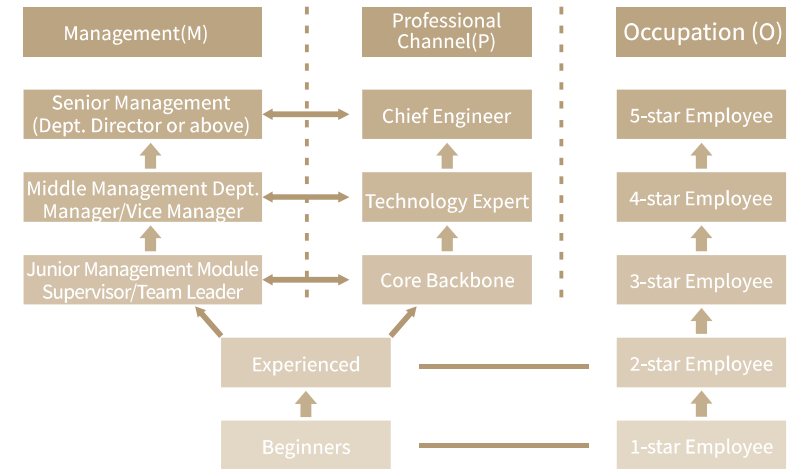 Management(M)
Professional
Channel(P)
Occupation (O)
Senior Management
(Dept. Director or above)
Chief Engineer
5-star Employee
Middle Management Dept.
Manager/Vice Manager
Technology Expert
4-star Employee
Junior Management Module
Supervisor/Team Leader
Core Backbone
3-star Employee
Experienced
2-star Employee
Beginners
1-star Employee